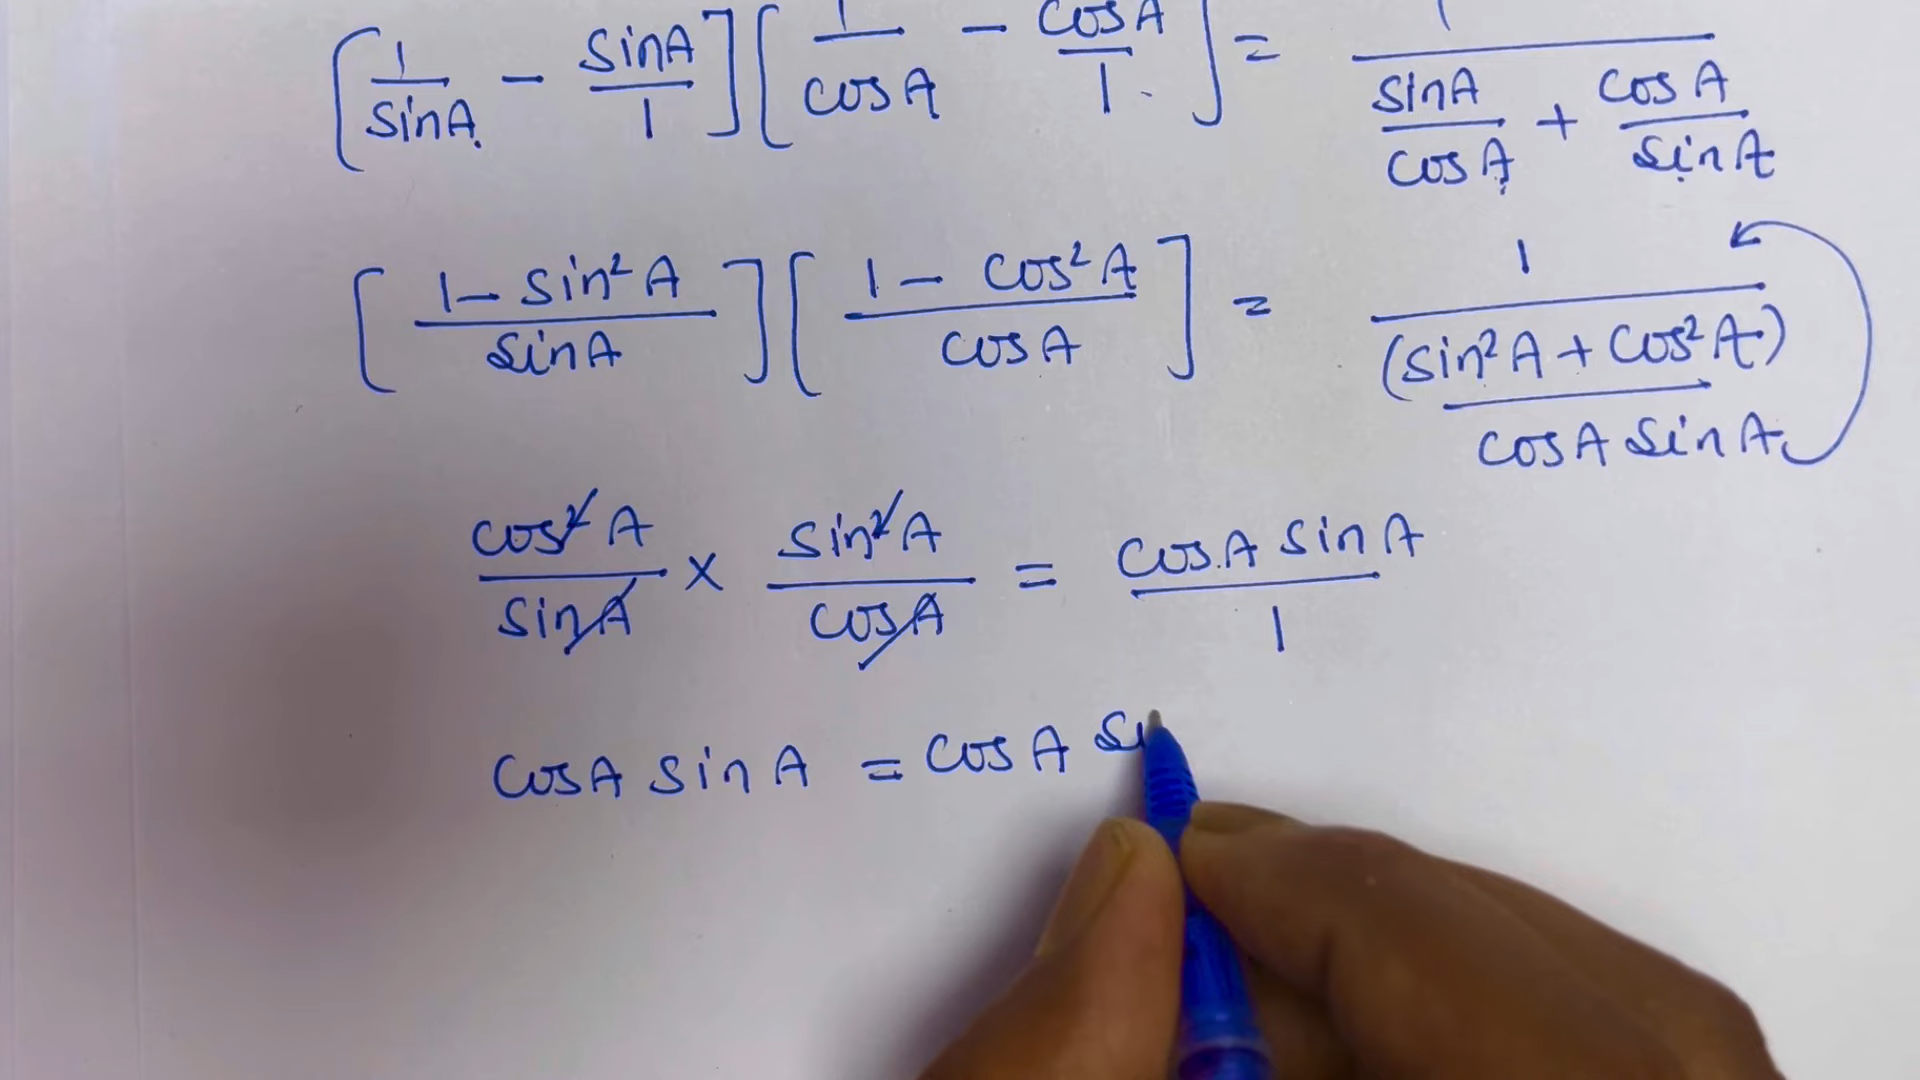 [1/sinA - sinA/1][1/cosA - cosA/1] = 1/(sinA/cosA + cosA/sinA)
[(1 - sin²A)/sinA][(1 - cos²A)/cosA] = 1/((sin²A + cos²A)/(cosA sinA))
cos²A/sinA × sin²A/cosA = cosA sinA/1
cosA sinA = cosA